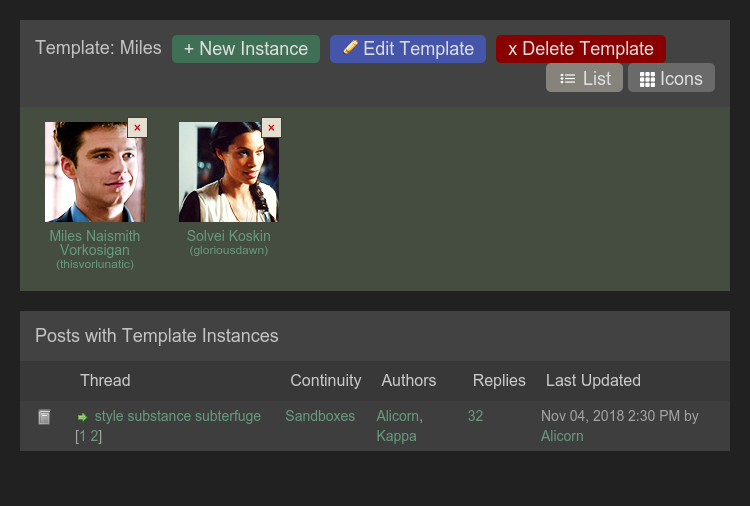 Template: Miles + New Instance Edit Template x Delete Template
List Icons
x x
Miles Naismith Vorkosigan
(thisvorlunatic)
Solvei Koskin
(gloriousdawn)
Posts with Template Instances
Thread Continuity Authors Replies Last Updated
style substance subterfuge Sandboxes Alicorn, 32 Nov 04, 2018 2:30 PM by
[1 2] Kappa Alicorn